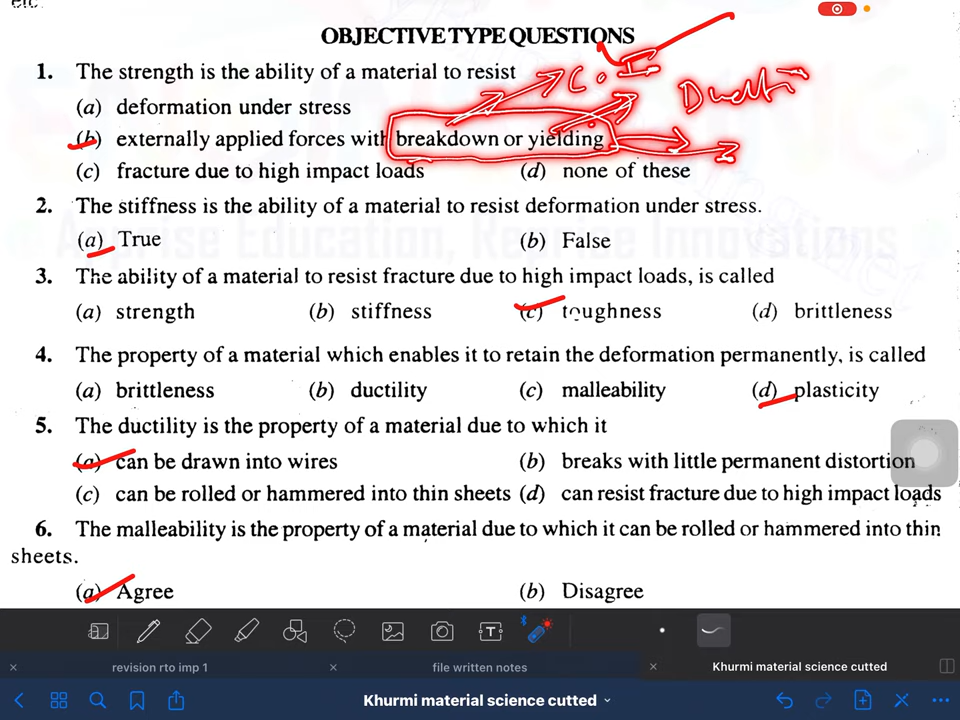 etc.
OBJECTIVE TYPE QUESTIONS
1. The strength is the ability of a material to resist
(a) deformation under stress
(b) externally applied forces with breakdown or yielding
(c) fracture due to high impact loads (d) none of these
C.I.
Ducti
2. The stiffness is the ability of a material to resist deformation under stress.
(a) True (b) False
Apprise Education, Reprise Innovations
3. The ability of a material to resist fracture due to high impact loads, is called
(a) strength (b) stiffness (c) toughness (d) brittleness
4. The property of a material which enables it to retain the deformation permanently, is called
(a) brittleness (b) ductility (c) malleability (d) plasticity
5. The ductility is the property of a material due to which it
(a) can be drawn into wires (b) breaks with little permanent distortion
(c) can be rolled or hammered into thin sheets (d) can resist fracture due to high impact loads
6. The malleability is the property of a material due to which it can be rolled or hammered into thin
sheets.
(a) Agree (b) Disagree
T
× revision rto imp 1 × file written notes × Khurmi material science cutted
Khurmi material science cutted